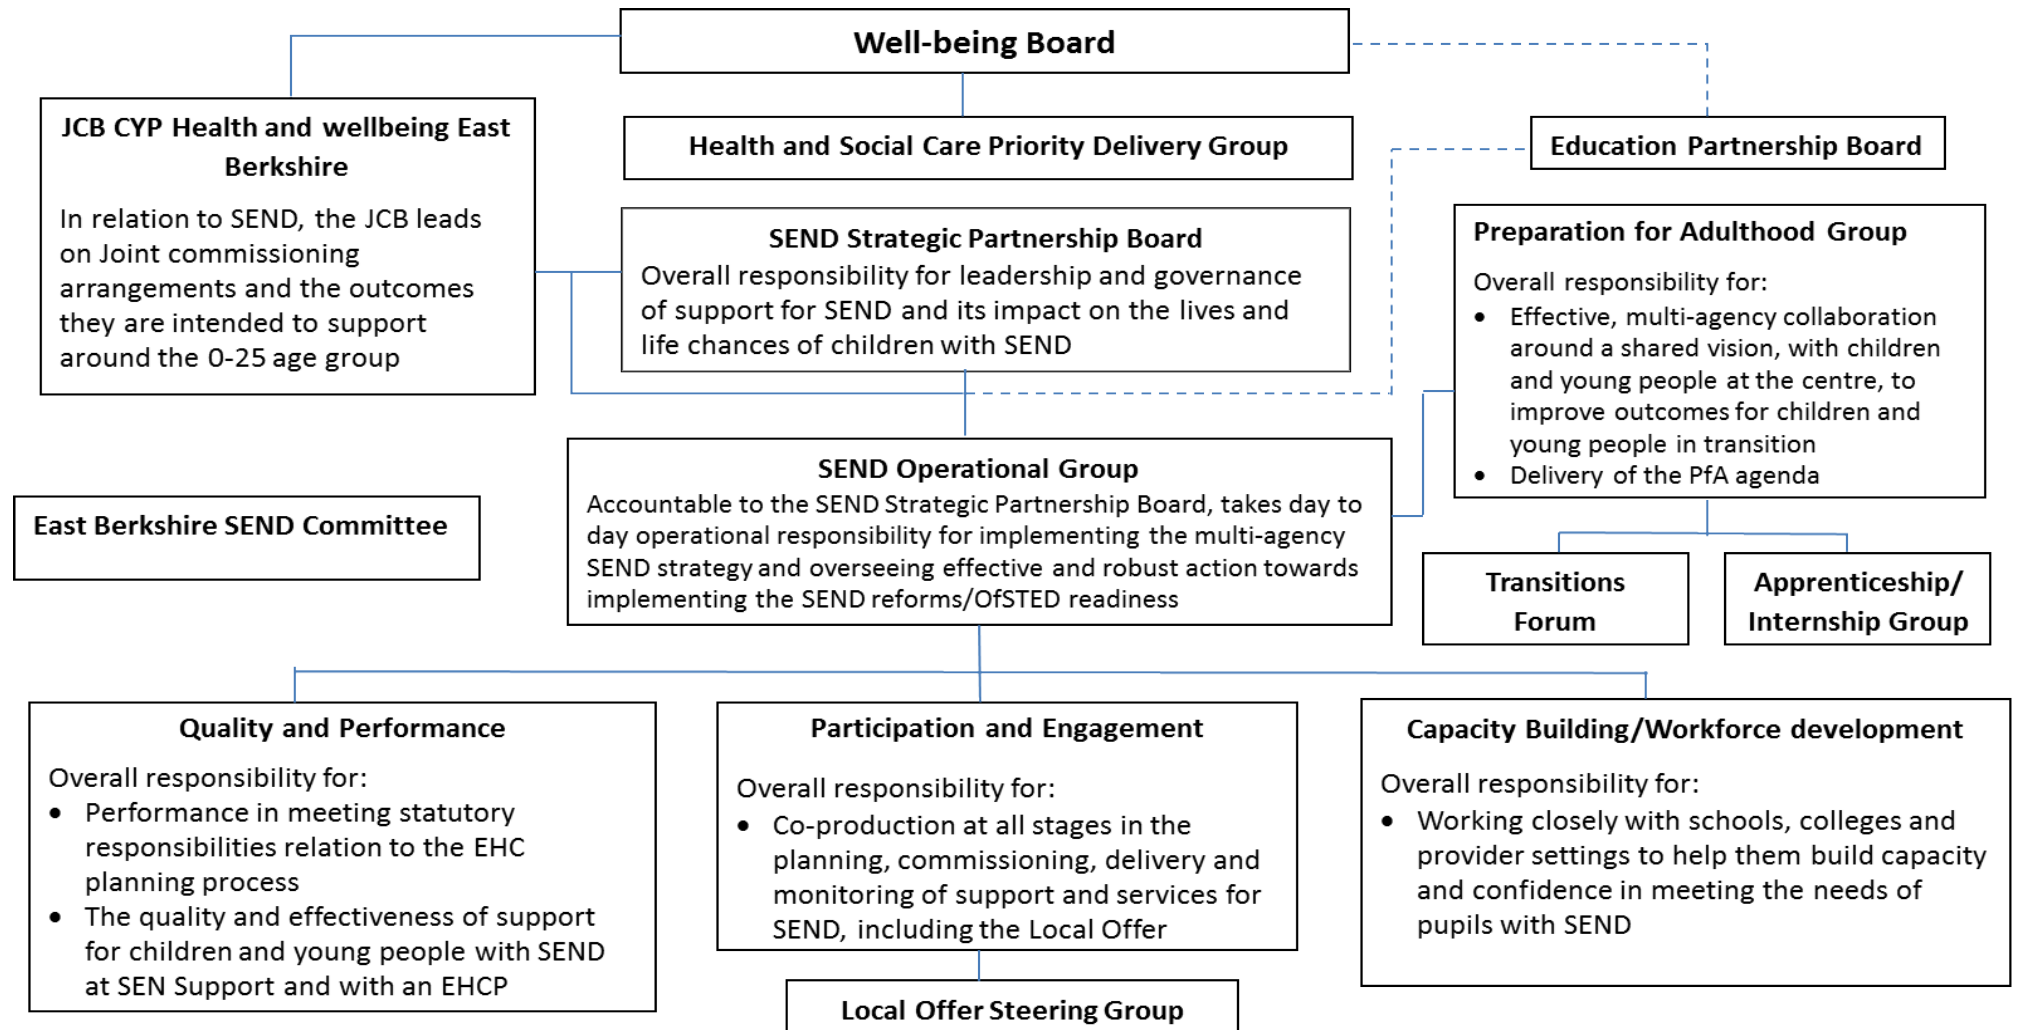 Well-being Board
JCB CYP Health and wellbeing East
Berkshire
In relation to SEND, the JCB leads
on Joint commissioning
arrangements and the outcomes
they are intended to support
around the 0-25 age group
Health and Social Care Priority Delivery Group
Education Partnership Board
SEND Strategic Partnership Board
Overall responsibility for leadership and governance
of support for SEND and its impact on the lives and
life chances of children with SEND
Preparation for Adulthood Group
Overall responsibility for:
• Effective, multi-agency collaboration
around a shared vision, with children
and young people at the centre, to
improve outcomes for children and
young people in transition
• Delivery of the PfA agenda
SEND Operational Group
Accountable to the SEND Strategic Partnership Board, takes day to
day operational responsibility for implementing the multi-agency
SEND strategy and overseeing effective and robust action towards
implementing the SEND reforms/OfSTED readiness
East Berkshire SEND Committee
Transitions
Forum
Apprenticeship/
Internship Group
Quality and Performance
Overall responsibility for:
• Performance in meeting statutory
responsibilities relation to the EHC
planning process
• The quality and effectiveness of support
for children and young people with SEND
at SEN Support and with an EHCP
Participation and Engagement
Overall responsibility for:
• Co-production at all stages in the
planning, commissioning, delivery and
monitoring of support and services for
SEND, including the Local Offer
Capacity Building/Workforce development
Overall responsibility for:
• Working closely with schools, colleges and
provider settings to help them build capacity
and confidence in meeting the needs of
pupils with SEND
Local Offer Steering Group